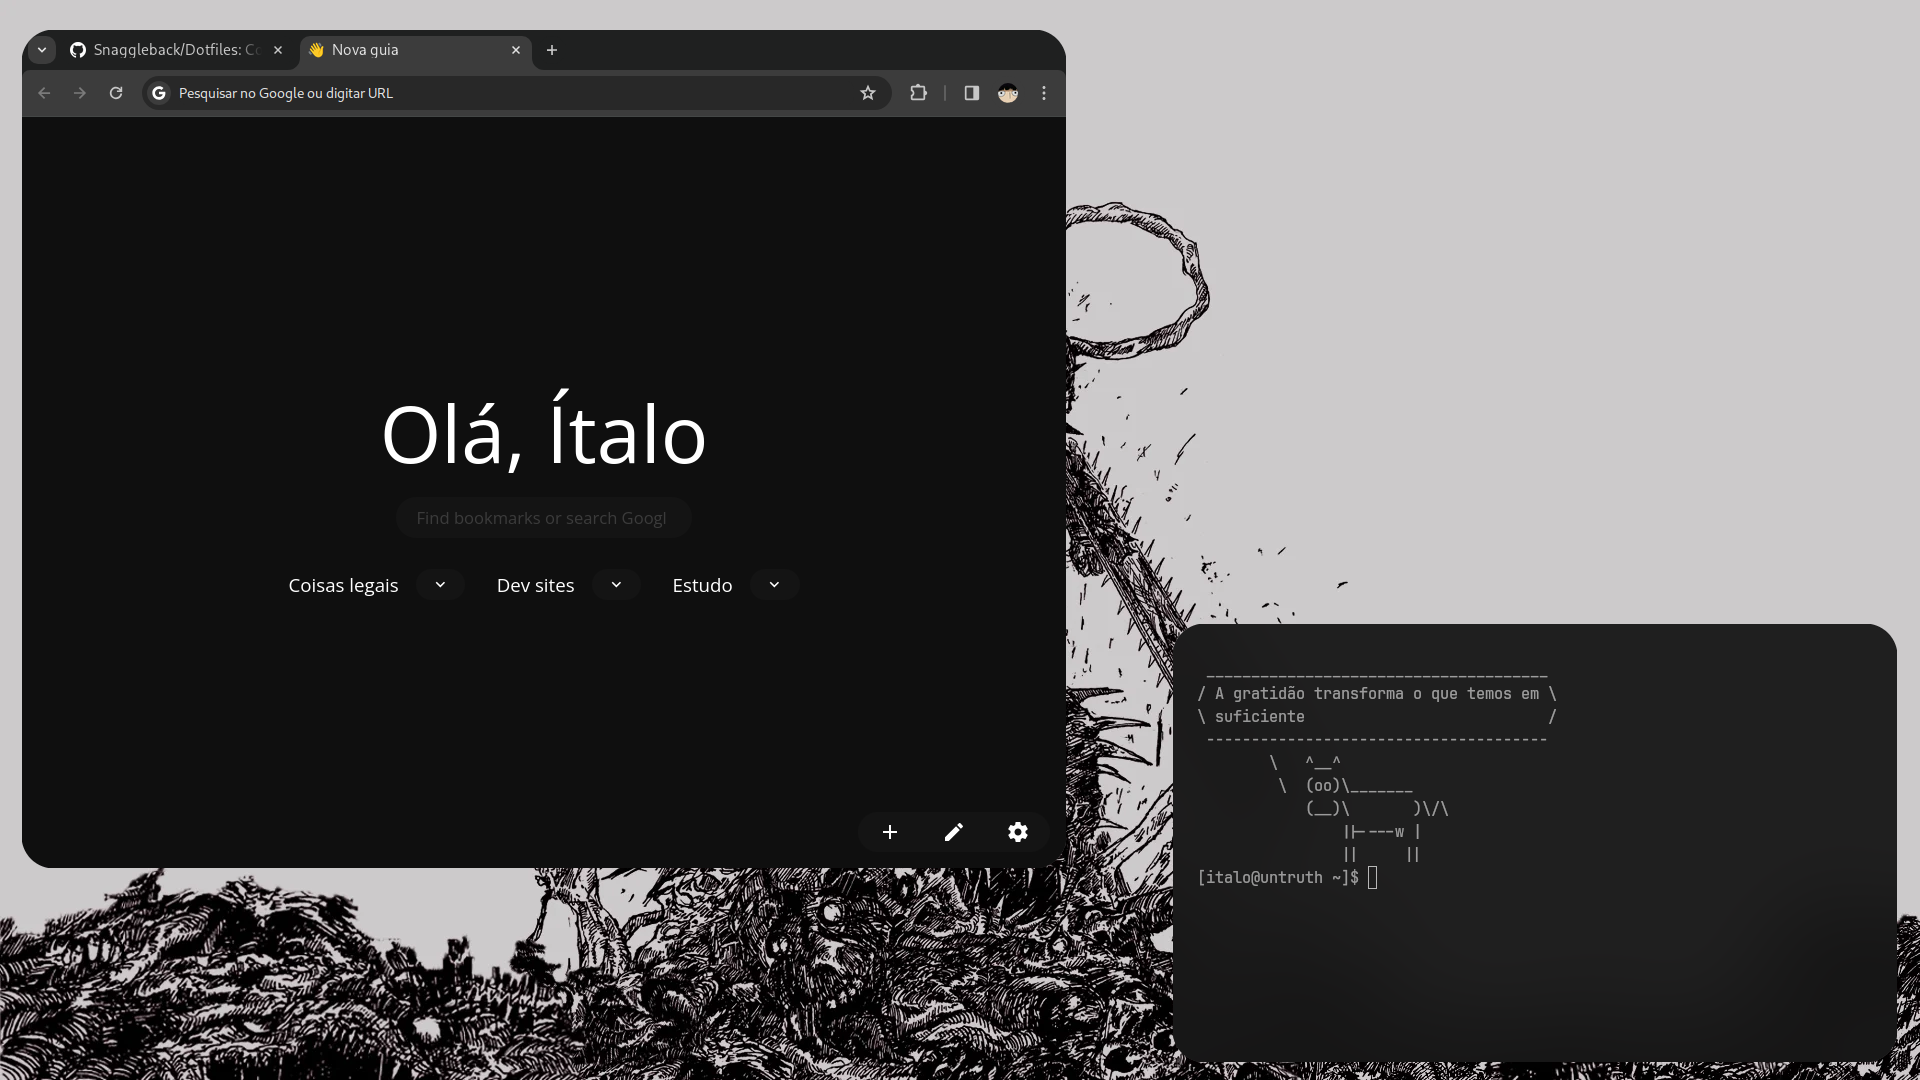 Snaggleback/Dotfiles: Co
Nova guia
Pesquisar no Google ou digitar URL
Olá, Ítalo
Find bookmarks or search Googl
Coisas legais
Dev sites
Estudo
 ______________________________________
/ A gratidão transforma o que temos em \
\ suficiente                           /
 --------------------------------------
        \   ^__^
         \  (oo)\_______
            (__)\       )\/\
                ||----w |
                ||     ||
[italo@untruth ~]$